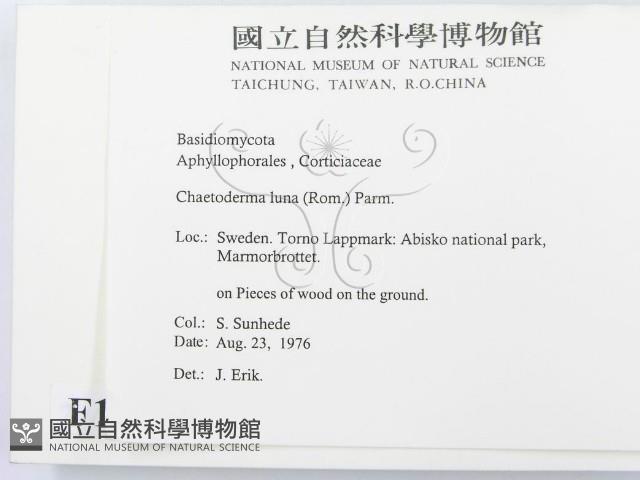 國立自然科學博物館
NATIONAL MUSEUM OF NATURAL SCIENCE
TAICHUNG, TAIWAN, R.O.CHINA
Basidiomycota
Aphyllophorales , Corticiaceae
Chaetoderma luna (Rom.) Parm.
Loc.: Sweden. Torno Lappmark: Abisko national park,
Marmorbrottet.
on Pieces of wood on the ground.
Col.: S. Sunhede
Date: Aug. 23, 1976
Det.: J. Erik.
F1
國立自然科學博物館
NATIONAL MUSEUM OF NATURAL SCIENCE